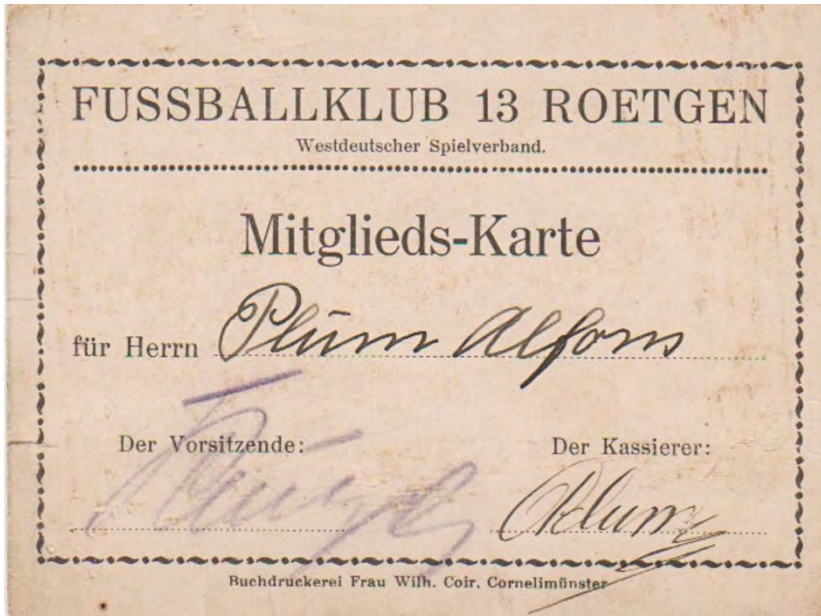 FUSSBALLKLUB 13 ROETGEN
Westdeutscher Spielverband.
Mitglieds-Karte
für Herrn Plum Alfons
Der Vorsitzende: Der Kassierer:
Plum
Buchdruckerei Frau Wilh. Coir, Cornelimünster